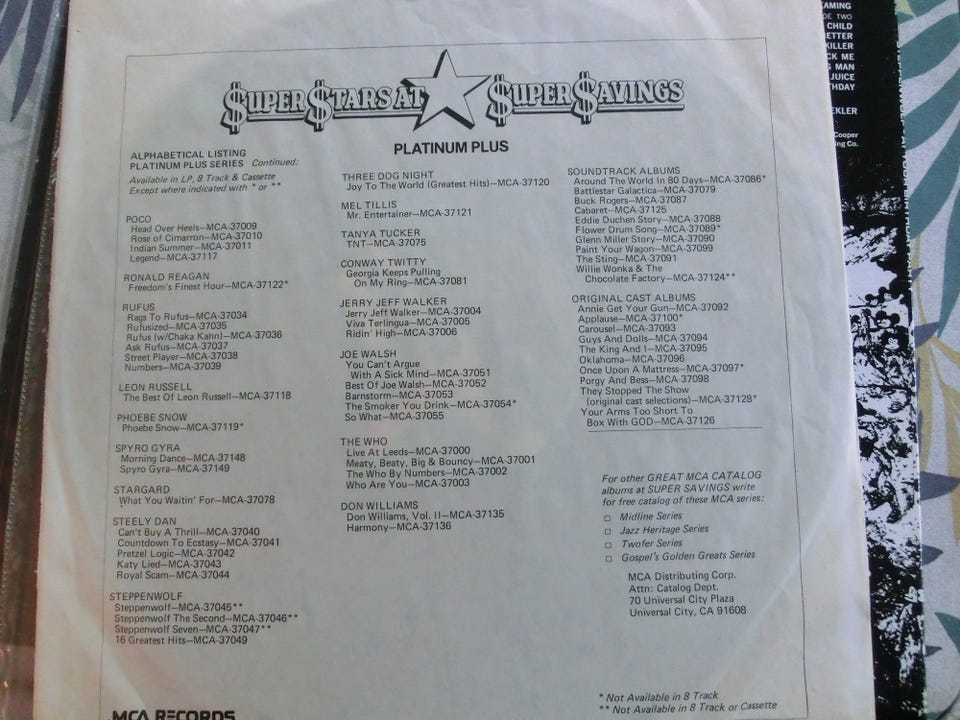 $UPER $TARS AT $UPER $AVINGS
PLATINUM PLUS
ALPHABETICAL LISTING
PLATINUM PLUS SERIES Continued:
Available in LP, 8 Track & Cassette
Except where indicated with * or **
POCO
Head Over Heels—MCA-37009
Rose of Cimarron—MCA-37010
Indian Summer—MCA-37011
Legend—MCA-37117
RONALD REAGAN
Freedom's Finest Hour—MCA-37122*
RUFUS
Rags To Rufus—MCA-37034
Rufusized—MCA-37035
Rufus (w/Chaka Kahn)—MCA-37036
Ask Rufus—MCA-37037
Street Player—MCA-37038
Numbers—MCA-37039
LEON RUSSELL
The Best Of Leon Russell—MCA-37118
PHOEBE SNOW
Phoebe Snow—MCA-37119*
SPYRO GYRA
Morning Dance—MCA-37148
Spyro Gyra—MCA-37149
STARGARD
What You Waitin' For—MCA-37078
STEELY DAN
Can't Buy A Thrill—MCA-37040
Countdown To Ecstasy—MCA-37041
Pretzel Logic—MCA-37042
Katy Lied—MCA-37043
Royal Scam—MCA-37044
STEPPENWOLF
Steppenwolf—MCA-37045**
Steppenwolf The Second—MCA-37046**
Steppenwolf Seven—MCA-37047**
16 Greatest Hits—MCA-37049
MCA RECORDS
THREE DOG NIGHT
Joy To The World (Greatest Hits)—MCA-37120
MEL TILLIS
Mr. Entertainer—MCA-37121
TANYA TUCKER
TNT—MCA-37075
CONWAY TWITTY
Georgia Keeps Pulling
On My Ring—MCA-37081
JERRY JEFF WALKER
Jerry Jeff Walker—MCA-37004
Viva Terlingua—MCA-37005
Ridin' High—MCA-37006
JOE WALSH
You Can't Argue
With A Sick Mind—MCA-37051
Best Of Joe Walsh—MCA-37052
Barnstorm—MCA-37053
The Smoker You Drink—MCA-37054*
So What—MCA-37055
THE WHO
Live At Leeds—MCA-37000
Meaty, Beaty, Big & Bouncy—MCA-37001
The Who By Numbers—MCA-37002
Who Are You—MCA-37003
DON WILLIAMS
Don Williams, Vol. II—MCA-37135
Harmony—MCA-37136
SOUNDTRACK ALBUMS
Around The World In 80 Days—MCA-37086*
Battlestar Galactica—MCA-37079
Buck Rogers—MCA-37087
Cabaret—MCA-37125
Eddie Duchen Story—MCA-37088
Flower Drum Song—MCA-37089*
Glenn Miller Story—MCA-37090
Paint Your Wagon—MCA-37099
The Sting—MCA-37091
Willie Wonka & The
Chocolate Factory—MCA-37124**
ORIGINAL CAST ALBUMS
Annie Get Your Gun—MCA-37092
Applause—MCA-37100*
Carousel—MCA-37093
Guys And Dolls—MCA-37094
The King And I—MCA-37095
Oklahoma—MCA-37096
Once Upon A Mattress—MCA-37097*
Porgy And Bess—MCA-37098
They Stopped The Show
(original cast selections)—MCA-37128*
Your Arms Too Short To
Box With GOD—MCA-37126
For other GREAT MCA CATALOG
albums at SUPER SAVINGS write
for free catalog of these MCA series:
□ Midline Series
□ Jazz Heritage Series
□ Twofer Series
□ Gospel's Golden Greats Series
MCA Distributing Corp.
Attn: Catalog Dept.
70 Universal City Plaza
Universal City, CA 91608
* Not Available in 8 Track
** Not Available in 8 Track or Cassette
TWO
CHILD
KILLER
ME
MAN
JUICE
Cooper
Co.